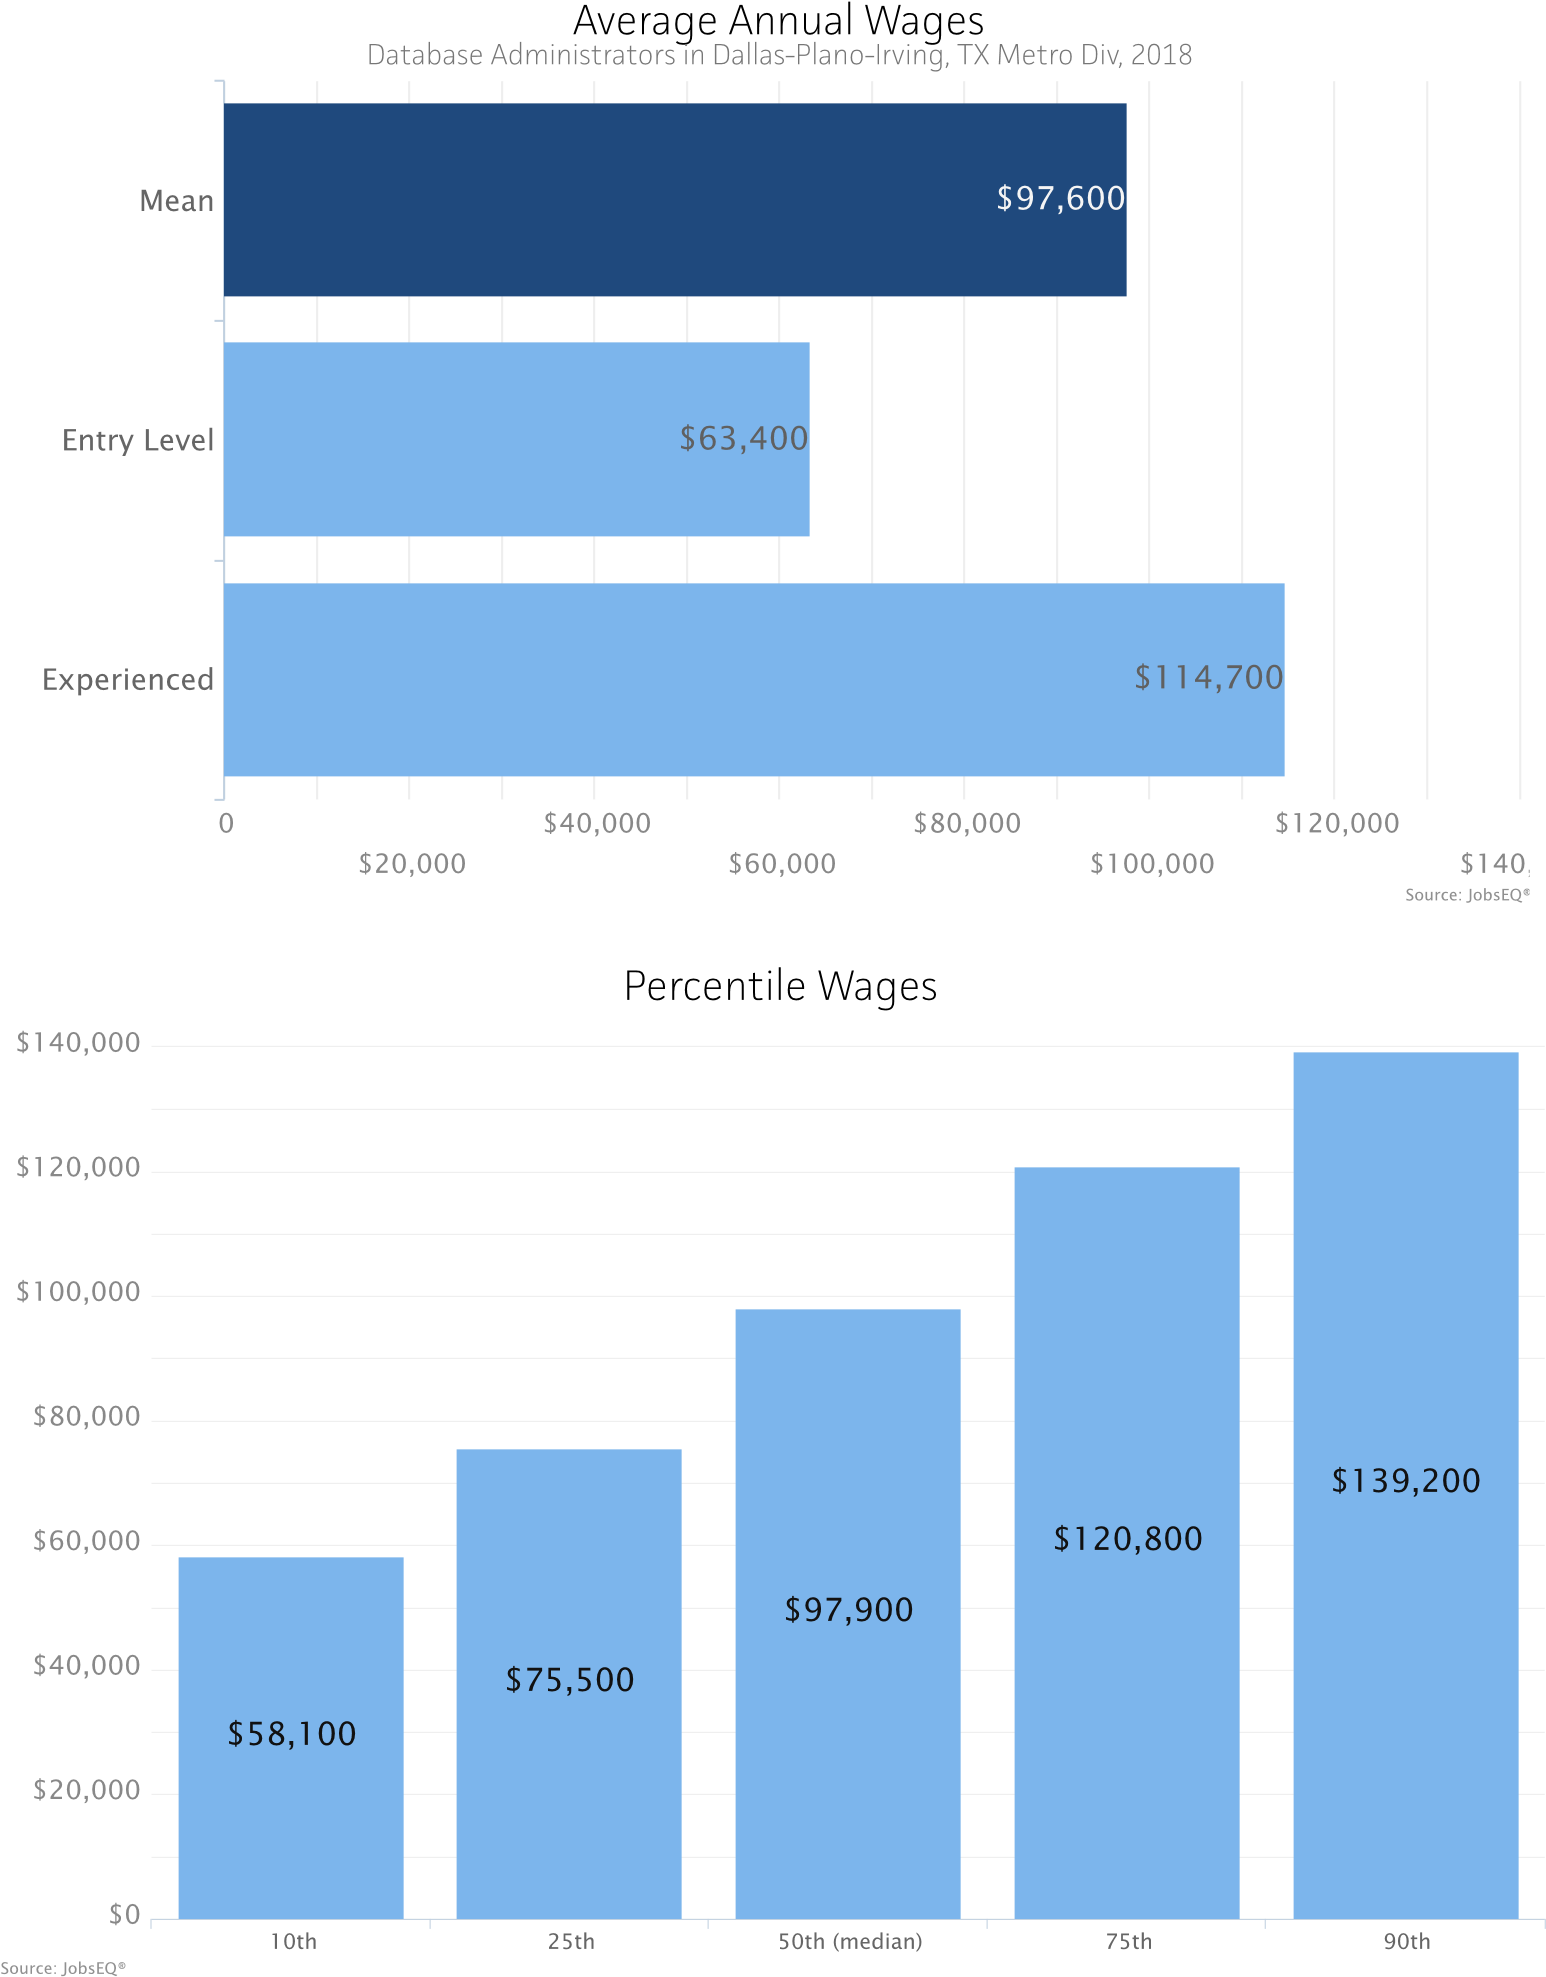 Average Annual Wages
Database Administrators in Dallas-Plano-Irving, TX Metro Div, 2018
Mean
$97,600
Entry Level
$63,400
Experienced
$114,700
0 $40,000 $80,000 $120,000
$20,000 $60,000 $100,000 $140,
Source: JobsEQ®
Percentile Wages
$140,000
$120,000
$100,000
$80,000
$60,000
$40,000
$20,000
$0
$58,100
$75,500
$97,900
$120,800
$139,200
10th 25th 50th (median) 75th 90th
Source: JobsEQ®